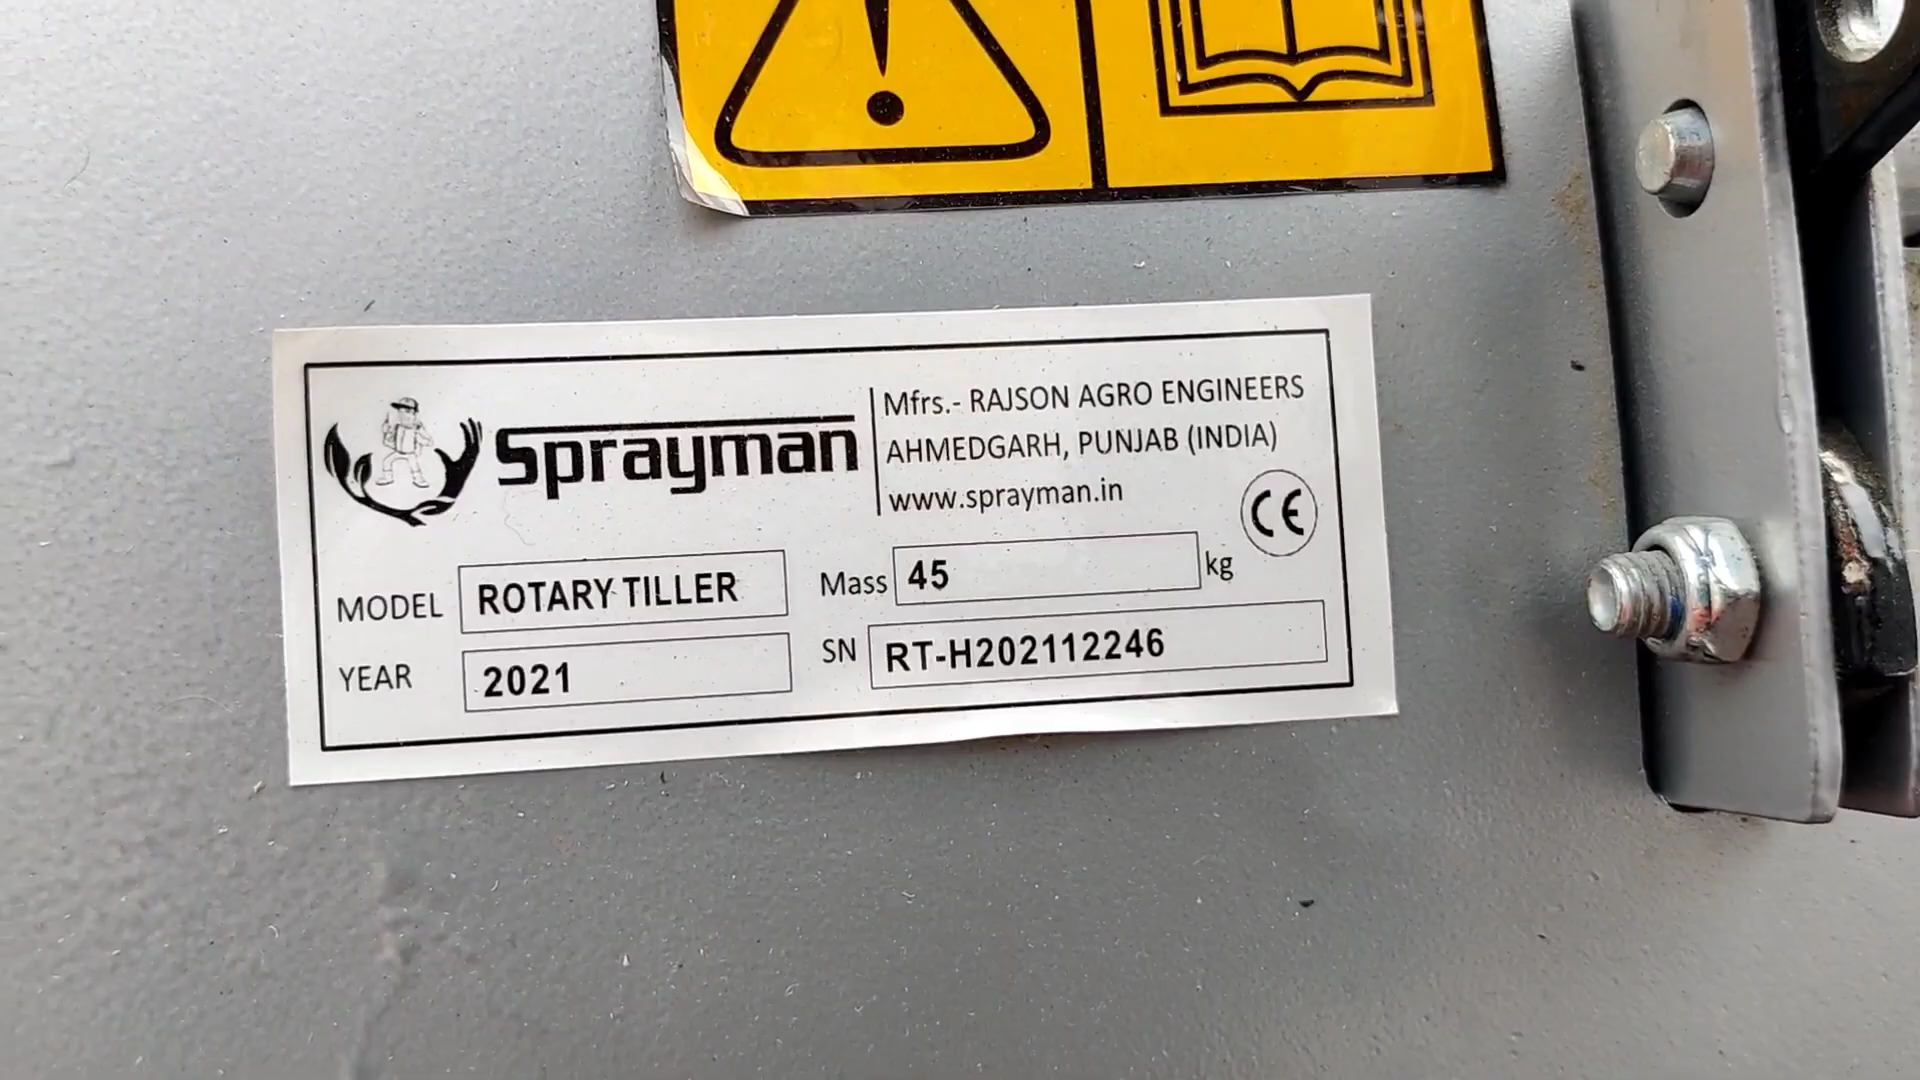 Sprayman
Mfrs.- RAJSON AGRO ENGINEERS
AHMEDGARH, PUNJAB (INDIA)
www.sprayman.in
CE
MODEL ROTARY TILLER
Mass 45 kg
YEAR 2021
SN RT-H202112246